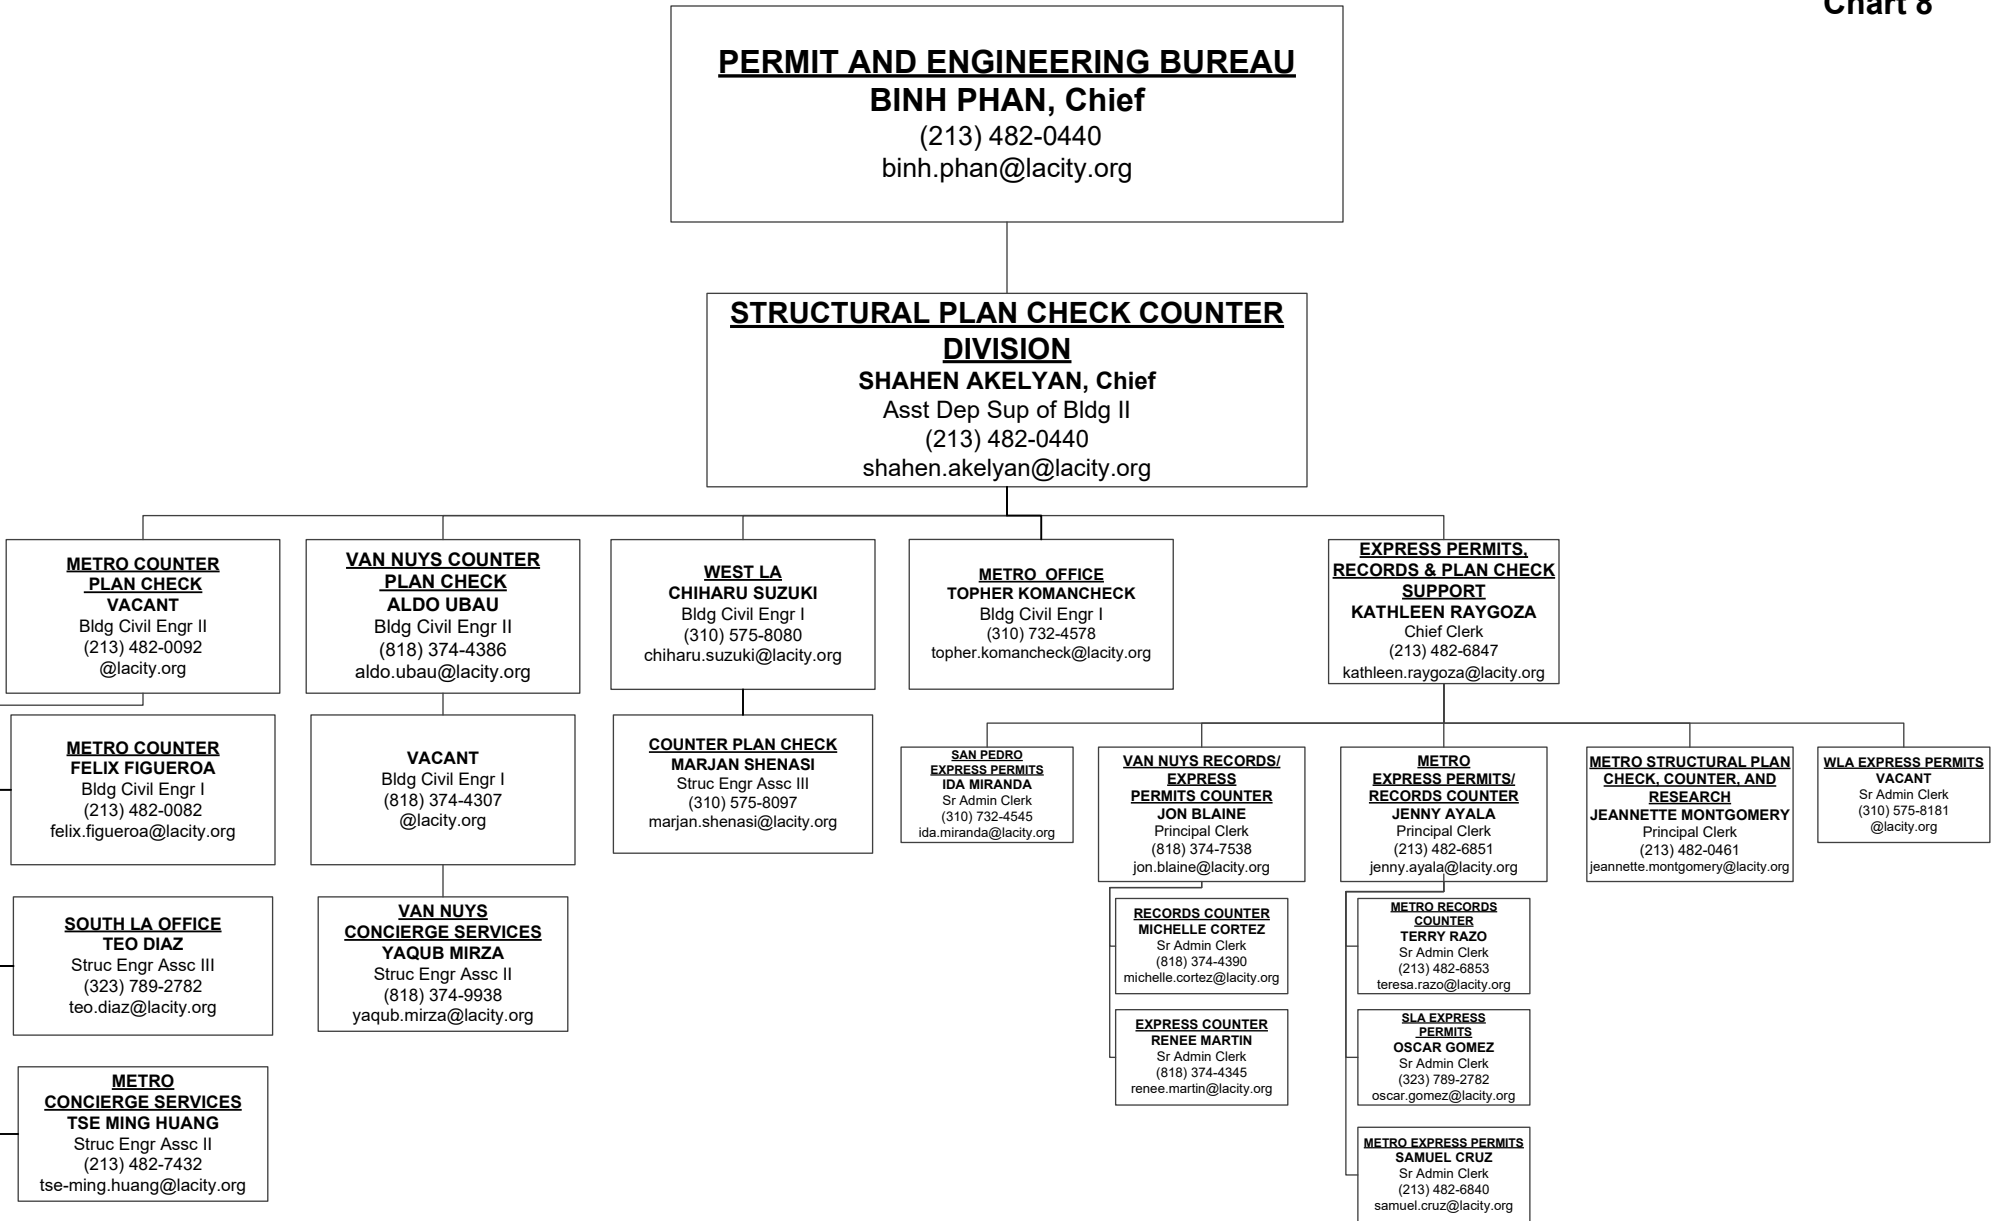 Chart 8
PERMIT AND ENGINEERING BUREAU
BINH PHAN, Chief
(213) 482-0440
binh.phan@lacity.org
STRUCTURAL PLAN CHECK COUNTER
DIVISION
SHAHEN AKELYAN, Chief
Asst Dep Sup of Bldg II
(213) 482-0440
shahen.akelyan@lacity.org
METRO COUNTER
PLAN CHECK
VACANT
Bldg Civil Engr II
(213) 482-0092
@lacity.org
VAN NUYS COUNTER
PLAN CHECK
ALDO UBAU
Bldg Civil Engr II
(818) 374-4386
aldo.ubau@lacity.org
WEST LA
CHIHARU SUZUKI
Bldg Civil Engr I
(310) 575-8080
chiharu.suzuki@lacity.org
METRO OFFICE
TOPHER KOMANCHECK
Bldg Civil Engr I
(310) 732-4578
topher.komancheck@lacity.org
EXPRESS PERMITS,
RECORDS & PLAN CHECK
SUPPORT
KATHLEEN RAYGOZA
Chief Clerk
(213) 482-6847
kathleen.raygoza@lacity.org
METRO COUNTER
FELIX FIGUEROA
Bldg Civil Engr I
(213) 482-0082
felix.figueroa@lacity.org
VACANT
Bldg Civil Engr I
(818) 374-4307
@lacity.org
COUNTER PLAN CHECK
MARJAN SHENASI
Struc Engr Assc III
(310) 575-8097
marjan.shenasi@lacity.org
SAN PEDRO
EXPRESS PERMITS
IDA MIRANDA
Sr Admin Clerk
(310) 732-4545
ida.miranda@lacity.org
VAN NUYS RECORDS/
EXPRESS
PERMITS COUNTER
JON BLAINE
Principal Clerk
(818) 374-7538
jon.blaine@lacity.org
METRO
EXPRESS PERMITS/
RECORDS COUNTER
JENNY AYALA
Principal Clerk
(213) 482-6851
jenny.ayala@lacity.org
METRO STRUCTURAL PLAN
CHECK, COUNTER, AND
RESEARCH
JEANNETTE MONTGOMERY
Principal Clerk
(213) 482-0461
jeannette.montgomery@lacity.org
WLA EXPRESS PERMITS
VACANT
Sr Admin Clerk
(310) 575-8181
@lacity.org
SOUTH LA OFFICE
TEO DIAZ
Struc Engr Assc III
(323) 789-2782
teo.diaz@lacity.org
VAN NUYS
CONCIERGE SERVICES
YAQUB MIRZA
Struc Engr Assc II
(818) 374-9938
yaqub.mirza@lacity.org
RECORDS COUNTER
MICHELLE CORTEZ
Sr Admin Clerk
(818) 374-4390
michelle.cortez@lacity.org
METRO RECORDS
COUNTER
TERRY RAZO
Sr Admin Clerk
(213) 482-6853
teresa.razo@lacity.org
EXPRESS COUNTER
RENEE MARTIN
Sr Admin Clerk
(818) 374-4345
renee.martin@lacity.org
SLA EXPRESS
PERMITS
OSCAR GOMEZ
Sr Admin Clerk
(323) 789-2782
oscar.gomez@lacity.org
METRO
CONCIERGE SERVICES
TSE MING HUANG
Struc Engr Assc II
(213) 482-7432
tse-ming.huang@lacity.org
METRO EXPRESS PERMITS
SAMUEL CRUZ
Sr Admin Clerk
(213) 482-6840
samuel.cruz@lacity.org